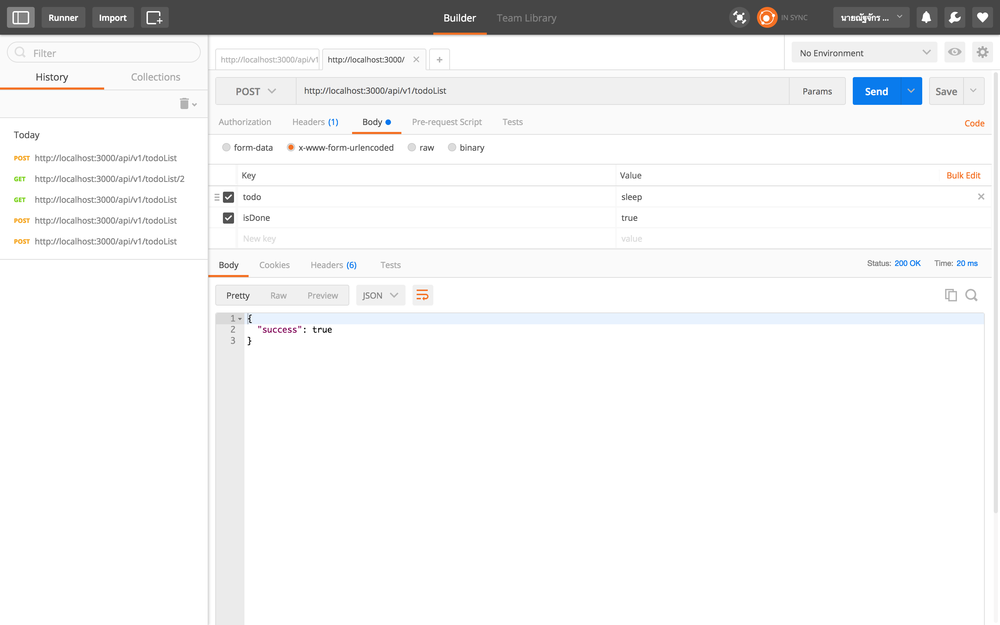 Runner Import Builder Team Library IN SYNC นายณัฐจักร ...
Filter
History Collections
Today
POST http://localhost:3000/api/v1/todoList
GET http://localhost:3000/api/v1/todoList/2
GET http://localhost:3000/api/v1/todoList
POST http://localhost:3000/api/v1/todoList
POST http://localhost:3000/api/v1/todoList
http://localhost:3000/api/v1 http://localhost:3000/ No Environment
POST http://localhost:3000/api/v1/todoList Params Send Save
Authorization Headers (1) Body Pre-request Script Tests Code
form-data x-www-form-urlencoded raw binary
Key Value Bulk Edit
todo sleep
isDone true
New key value
Body Cookies Headers (6) Tests Status: 200 OK Time: 20 ms
Pretty Raw Preview JSON
1 {
2 "success": true
3 }